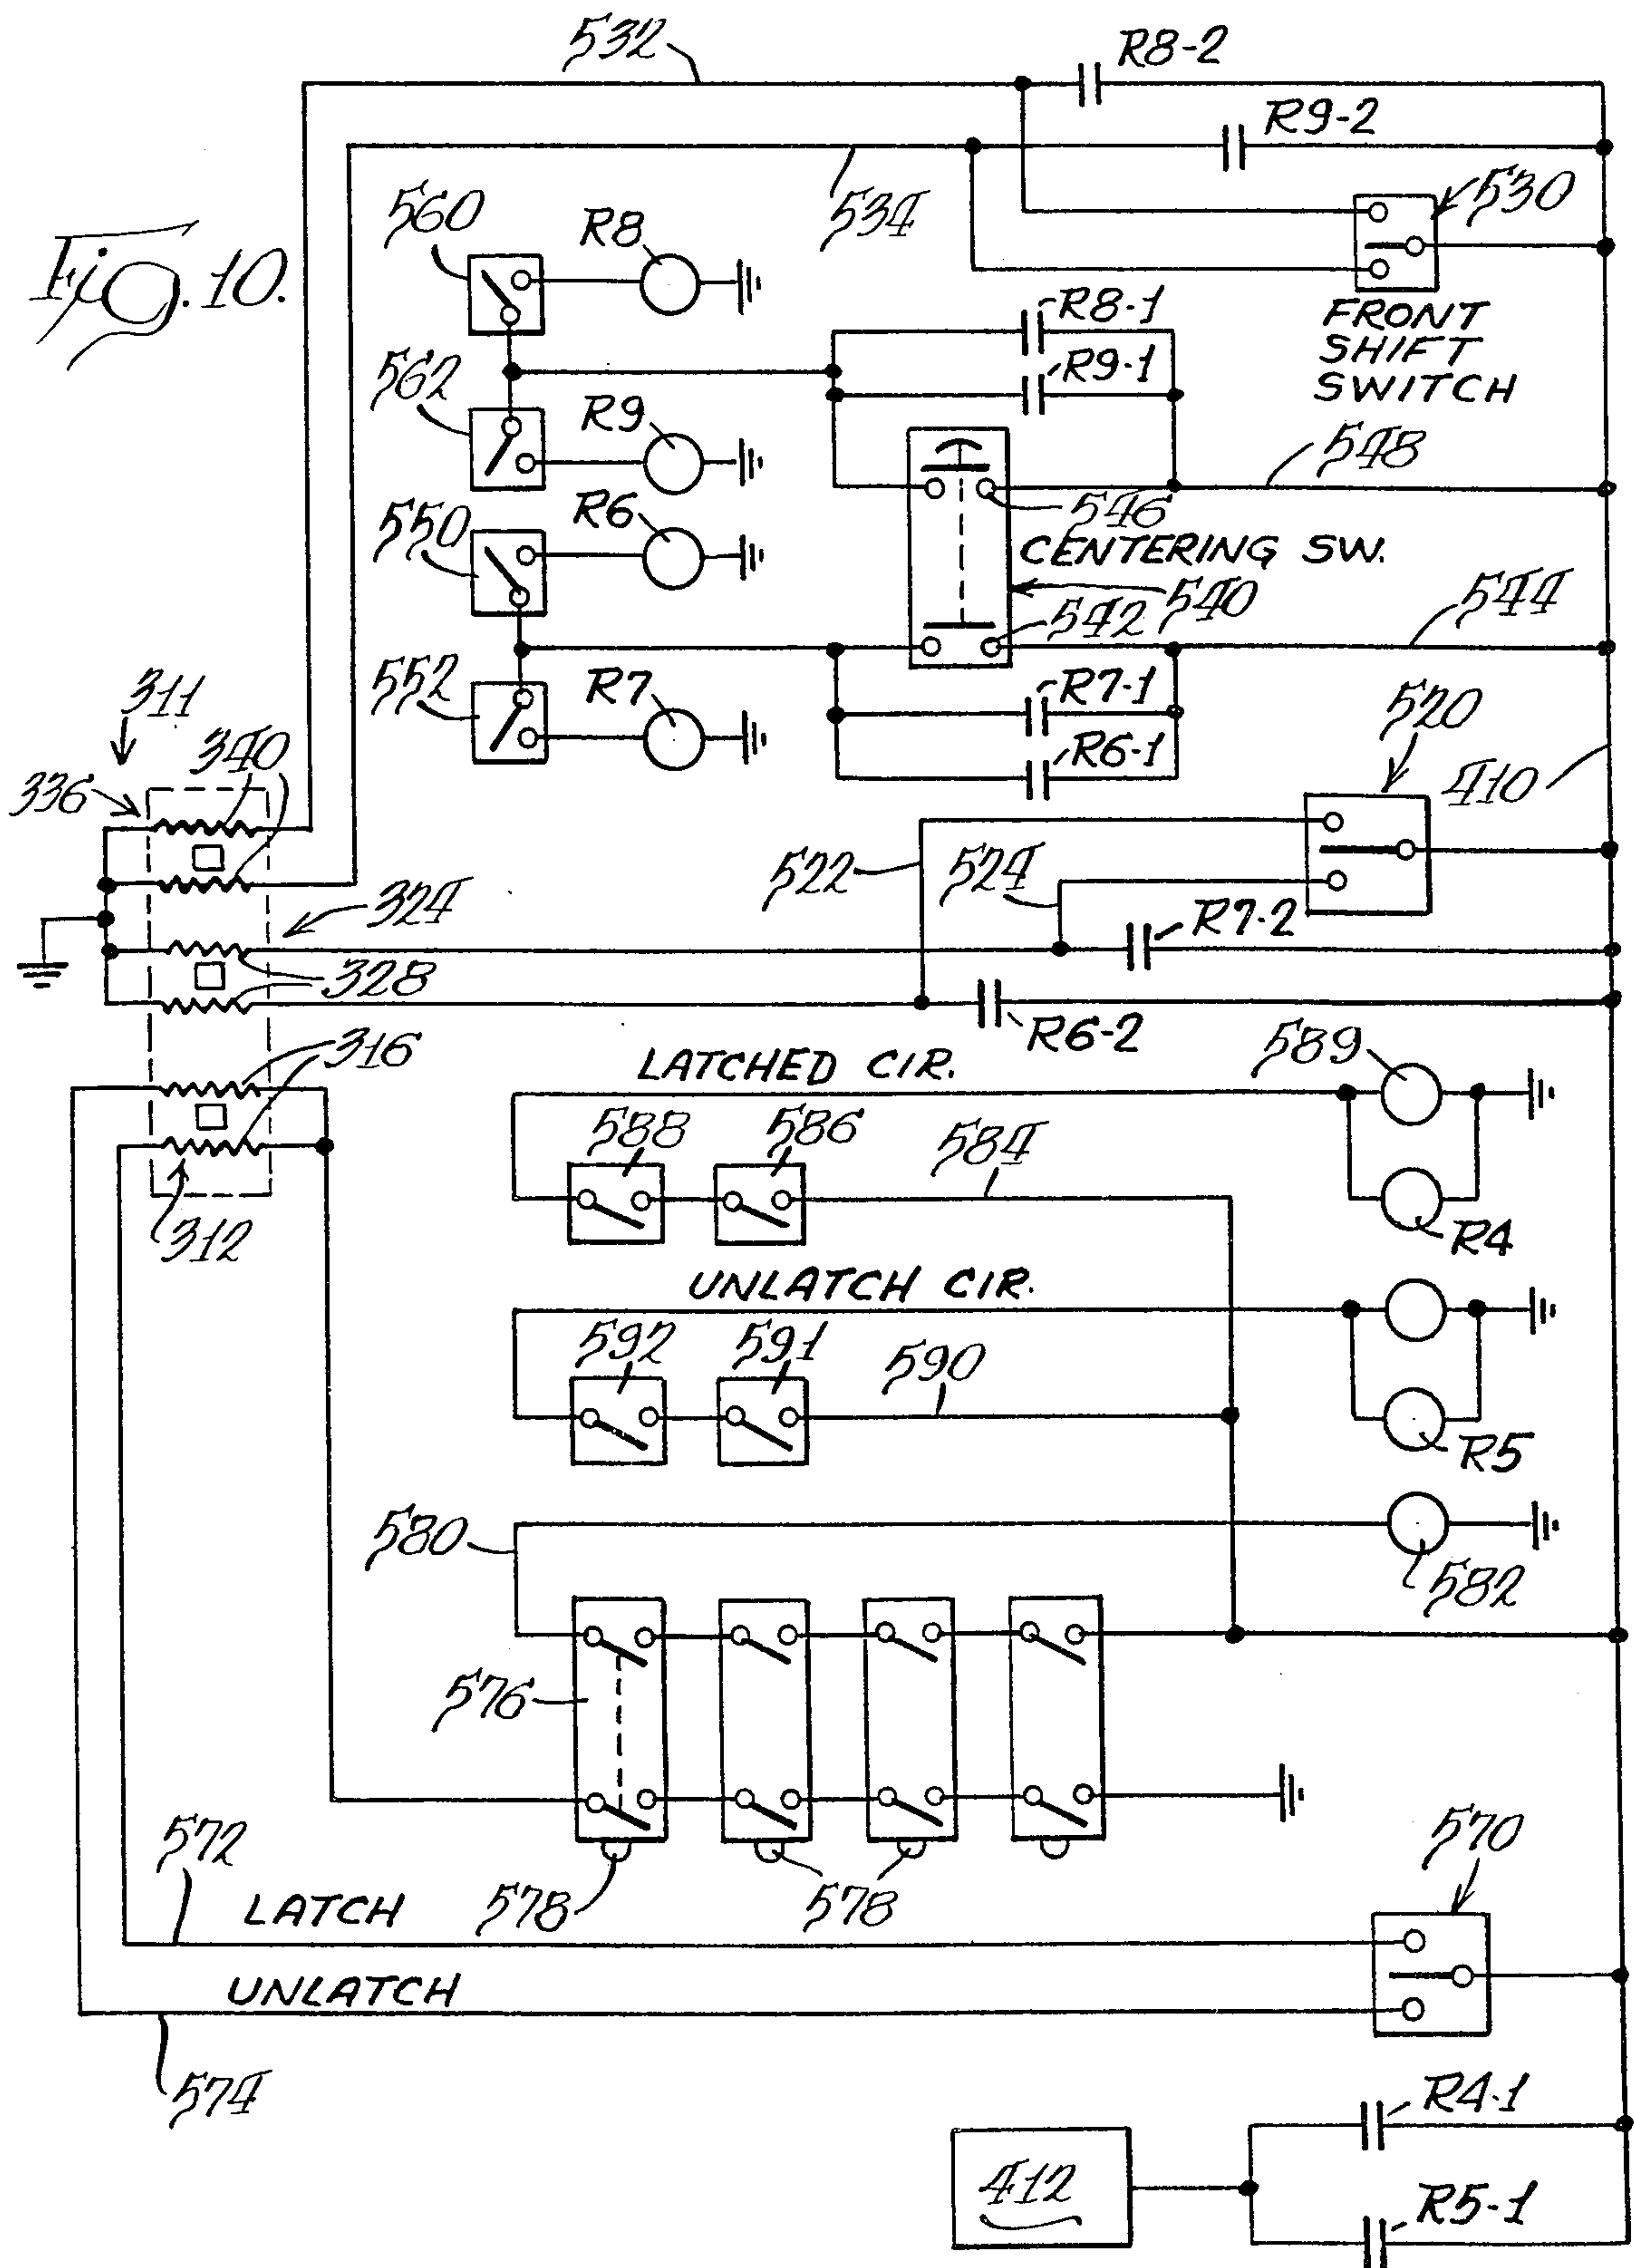 532
R8-2
R9-2
534
530
560
R8
Fig. 10.
R8-1
FRONT
SHIFT
SWITCH
562
R9-1
R9
548
550
R6
546
CENTERING SW.
540
544
542
552
R7
R7-1
520
311
340
R6-1
336
410
522
524
324
R7-2
328
R6-2
316
LATCHED CIR.
589
588
586
584
312
R4
UNLATCH CIR.
592
591
590
R5
580
582
576
572
570
578
578
LATCH
UNLATCH
574
R4-1
412
R5-1